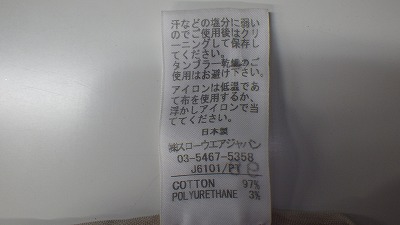 汗などの塩分に弱い
のでご使用後はクリ
ーニングして保存し
てください。
タンブラー乾燥のご
使用はお避け下さい。
アイロンは低温であ
て布を使用するか、
浮かしアイロンで当
ててください。
日本製
㈱スローウエアジャパン
03-5467-5358
J6101/PT
COTTON 97%
POLYURETHANE 3%